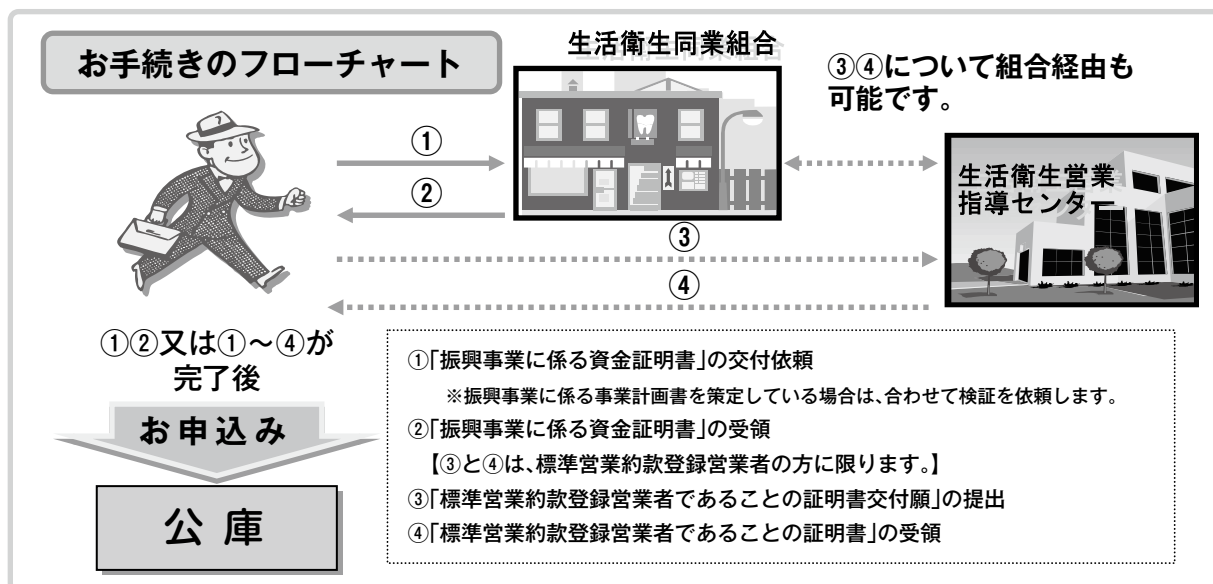 お手続きのフローチャート
生活衛生同業組合
③④について組合経由も
可能です。
①
②
生活衛生営業
指導センター
③
④
①②又は①～④が
完了後
お申込み
公庫
①「振興事業に係る資金証明書」の交付依頼
※振興事業に係る事業計画書を策定している場合は、合わせて検証を依頼します。
②「振興事業に係る資金証明書」の受領
【③と④は、標準営業約款登録営業者の方に限ります。】
③「標準営業約款登録営業者であることの証明書交付願」の提出
④「標準営業約款登録営業者であることの証明書」の受領